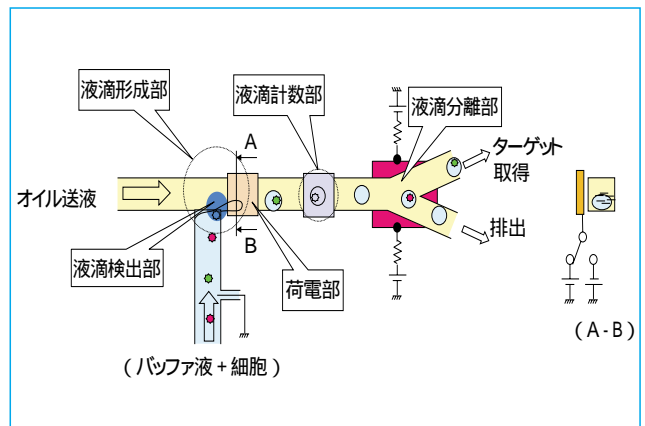 液滴形成部
液滴計数部
液滴分離部
A
ターゲット
取得
オイル送液
排出
B
液滴検出部
荷電部
(A-B)
(バッファ液+細胞)